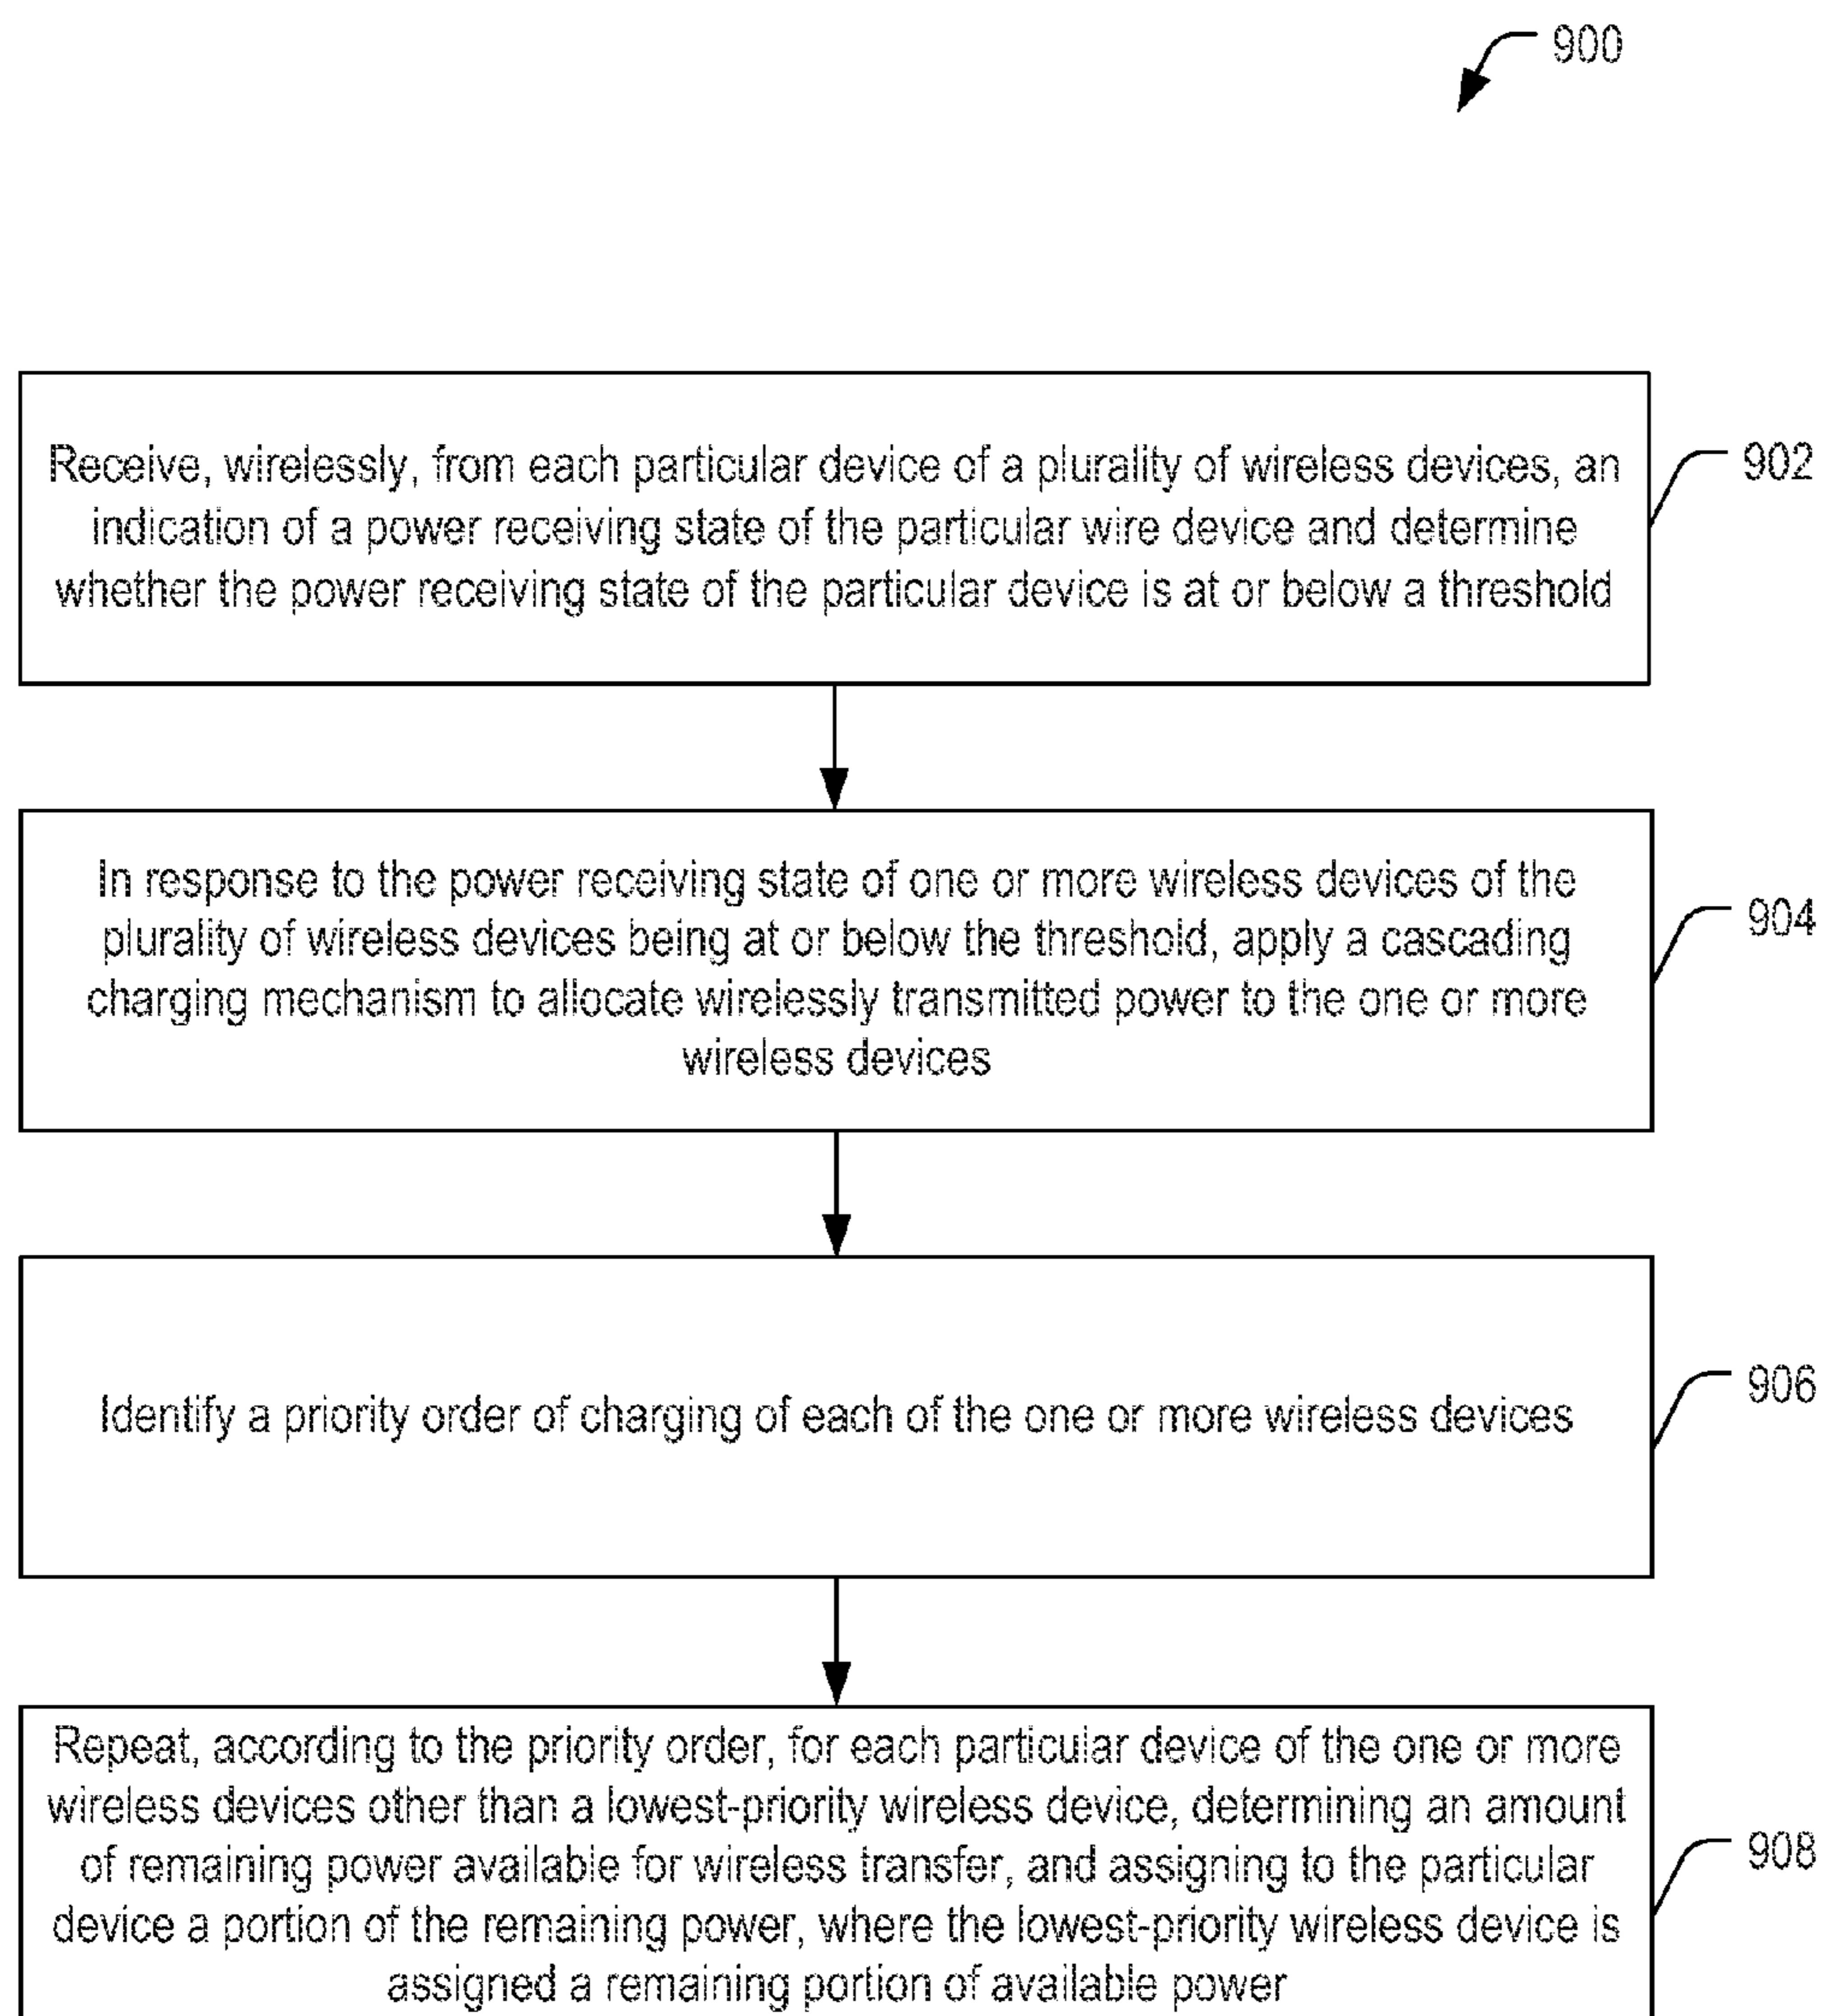 900
Receive, wirelessly, from each particular device of a plurality of wireless devices, an
indication of a power receiving state of the particular wire device and determine
whether the power receiving state of the particular device is at or below a threshold
902
In response to the power receiving state of one or more wireless devices of the
plurality of wireless devices being at or below the threshold, apply a cascading
charging mechanism to allocate wirelessly transmitted power to the one or more
wireless devices
904
Identify a priority order of charging of each of the one or more wireless devices
906
Repeat, according to the priority order, for each particular device of the one or more
wireless devices other than a lowest-priority wireless device, determining an amount
of remaining power available for wireless transfer, and assigning to the particular
device a portion of the remaining power, where the lowest-priority wireless device is
assigned a remaining portion of available power
908